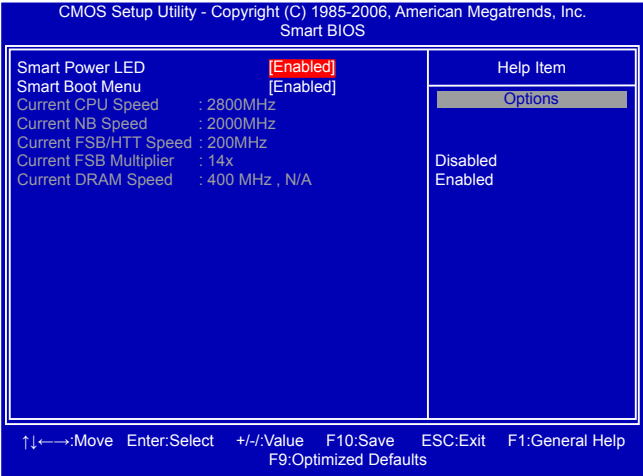 CMOS Setup Utility - Copyright (C) 1985-2006, American Megatrends, Inc.
Smart BIOS
Smart Power LED [Enabled]
Smart Boot Menu [Enabled]
Current CPU Speed : 2800MHz
Current NB Speed : 2000MHz
Current FSB/HTT Speed : 200MHz
Current FSB Multiplier : 14x
Current DRAM Speed : 400 MHz , N/A
Help Item
Options
Disabled
Enabled
↑↓←→:Move Enter:Select +/-/:Value F10:Save ESC:Exit F1:General Help
F9:Optimized Defaults